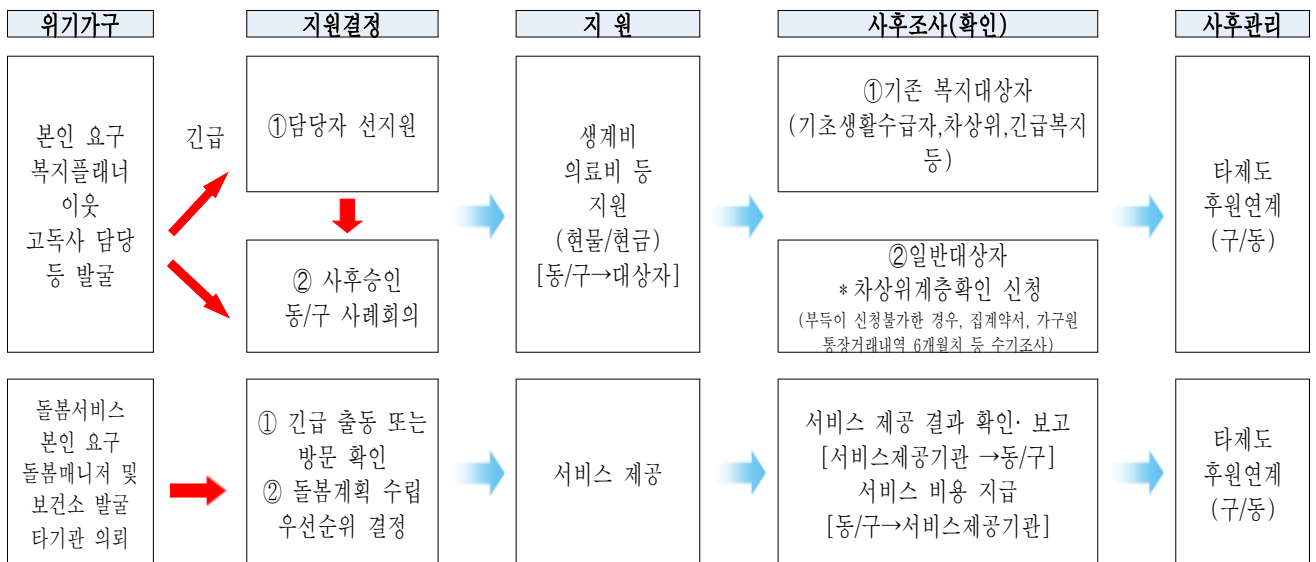 위기가구
지원결정
지 원
사후조사(확인)
사후관리
본인 요구
복지플래너
이웃
고독사 담당
등 발굴
긴급
①담당자 선지원
② 사후승인
동/구 사례회의
생계비
의료비 등
지원
(현물/현금)
[동/구→대상자]
①기존 복지대상자
(기초생활수급자,차상위,긴급복지
등)
②일반대상자
*차상위계층확인 신청
(부득이 신청불가한 경우, 집계약서, 가구원
통장거래내역 6개월치 등 수기조사)
타제도
후원연계
(구/동)
돌봄서비스
본인 요구
돌봄매니저 및
보건소 발굴
타기관 의뢰
① 긴급 출동 또는
방문 확인
② 돌봄계획 수립
우선순위 결정
서비스 제공
서비스 제공 결과 확인· 보고
[서비스제공기관 →동/구]
서비스 비용 지급
[동/구→서비스제공기관]
타제도
후원연계
(구/동)